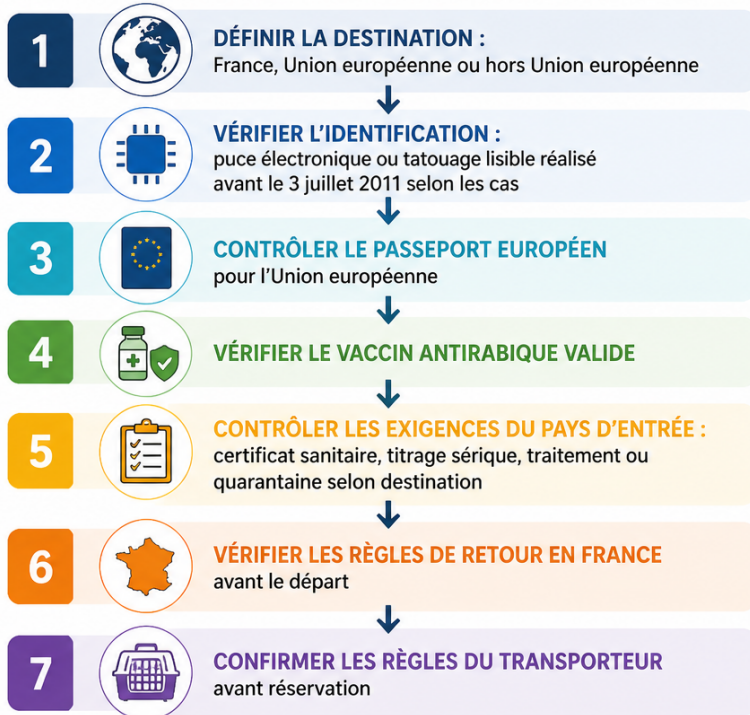 1
DÉFINIR LA DESTINATION :
France, Union européenne ou hors Union européenne
2
VÉRIFIER L’IDENTIFICATION :
puce électronique ou tatouage lisible réalisé
avant le 3 juillet 2011 selon les cas
3
CONTRÔLER LE PASSEPORT EUROPÉEN
pour l’Union européenne
4
VÉRIFIER LE VACCIN ANTIRABIQUE VALIDE
5
CONTRÔLER LES EXIGENCES DU PAYS D’ENTRÉE :
certificat sanitaire, titrage sérique, traitement ou
quarantaine selon destination
6
VÉRIFIER LES RÈGLES DE RETOUR EN FRANCE
avant le départ
7
CONFIRMER LES RÈGLES DU TRANSPORTEUR
avant réservation